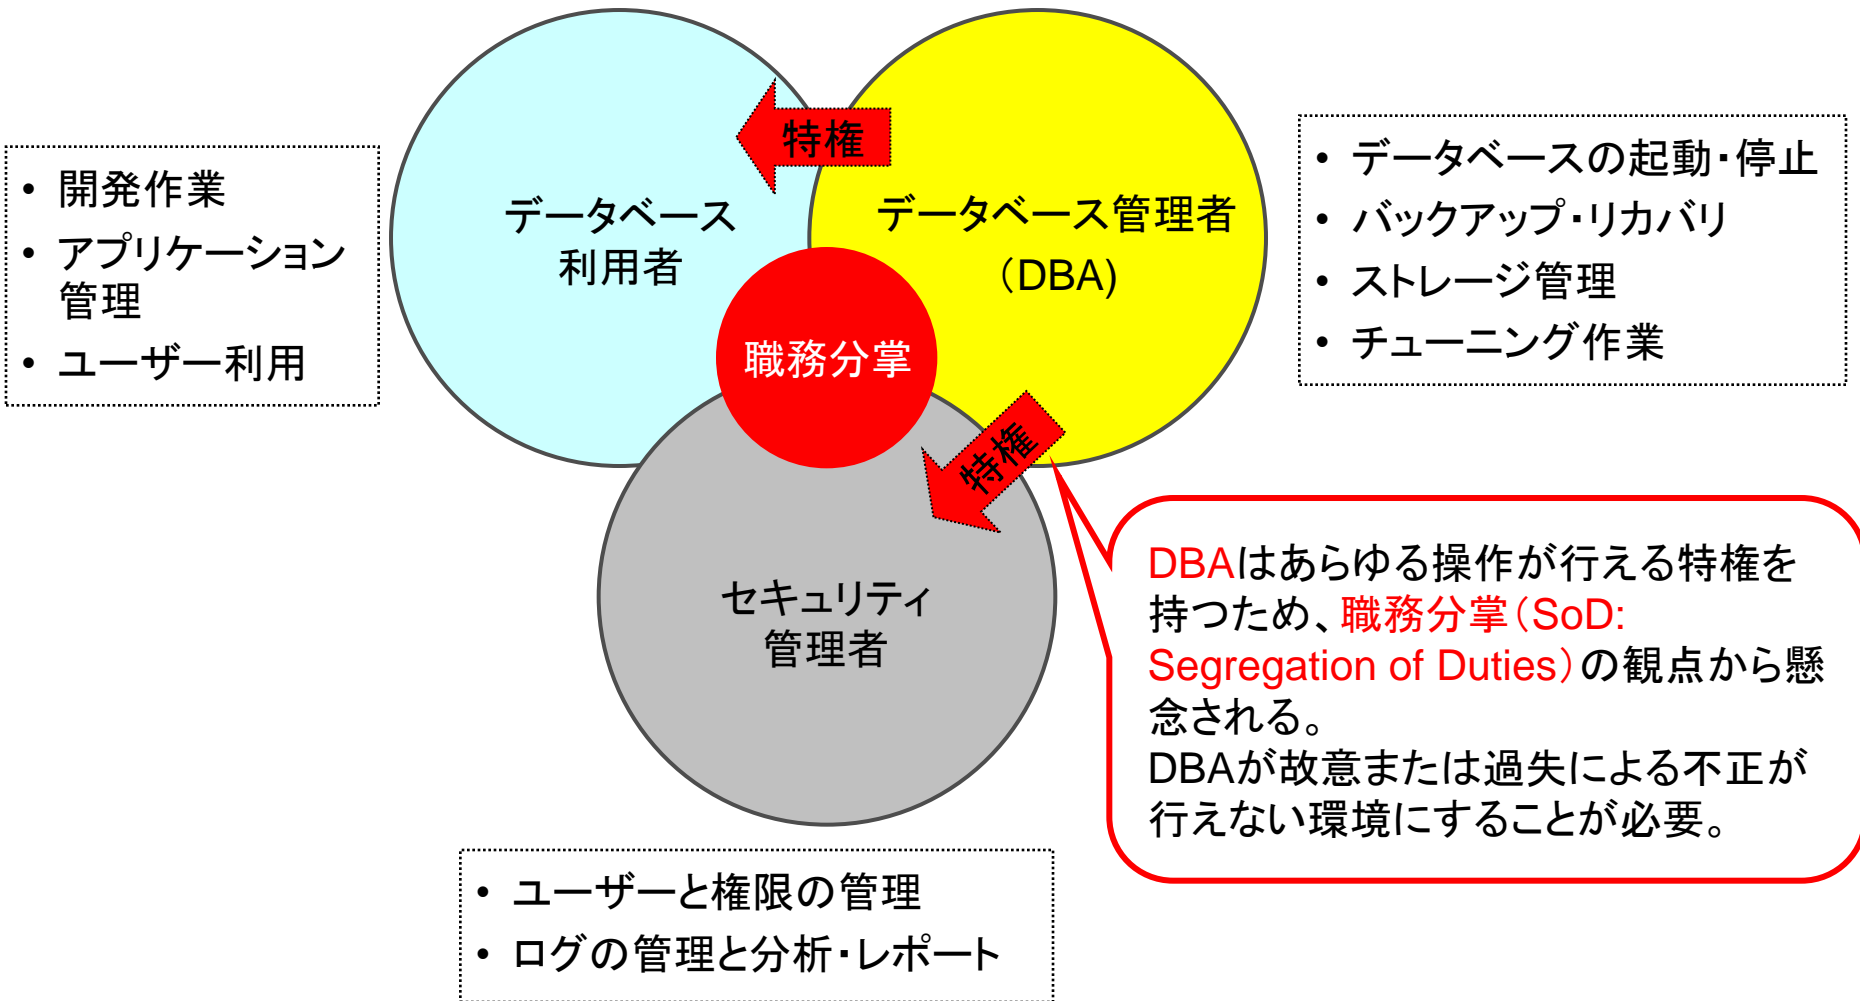 特権
データベース
利用者
データベース管理者
（DBA)
職務分掌
特権
セキュリティ
管理者
• 開発作業
• アプリケーション
管理
• ユーザー利用
• データベースの起動・停止
• バックアップ・リカバリ
• ストレージ管理
• チューニング作業
DBAはあらゆる操作が行える特権を
持つため、職務分掌（SoD:
Segregation of Duties）の観点から懸
念される。
DBAが故意または過失による不正が
行えない環境にすることが必要。
• ユーザーと権限の管理
• ログの管理と分析・レポート